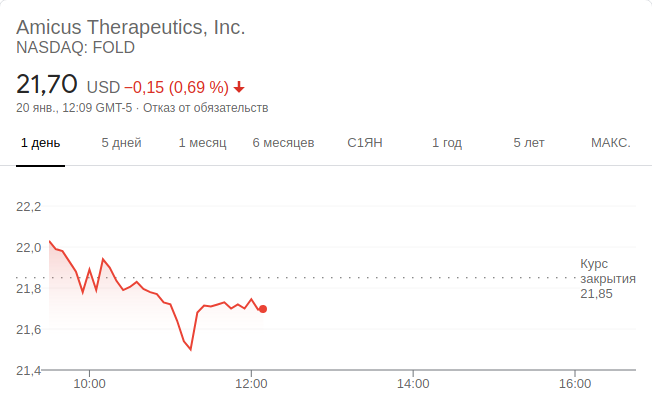 Amicus Therapeutics, Inc.
NASDAQ: FOLD
21,70 USD −0,15 (0,69 %)
20 янв., 12:09 GMT-5 · Отказ от обязательств
1 день 5 дней 1 месяц 6 месяцев С1ЯН 1 год 5 лет МАКС.
22,2
22,0
Курс
закрытия
21,85
21,8
21,6
21,4
10:00 12:00 14:00 16:00